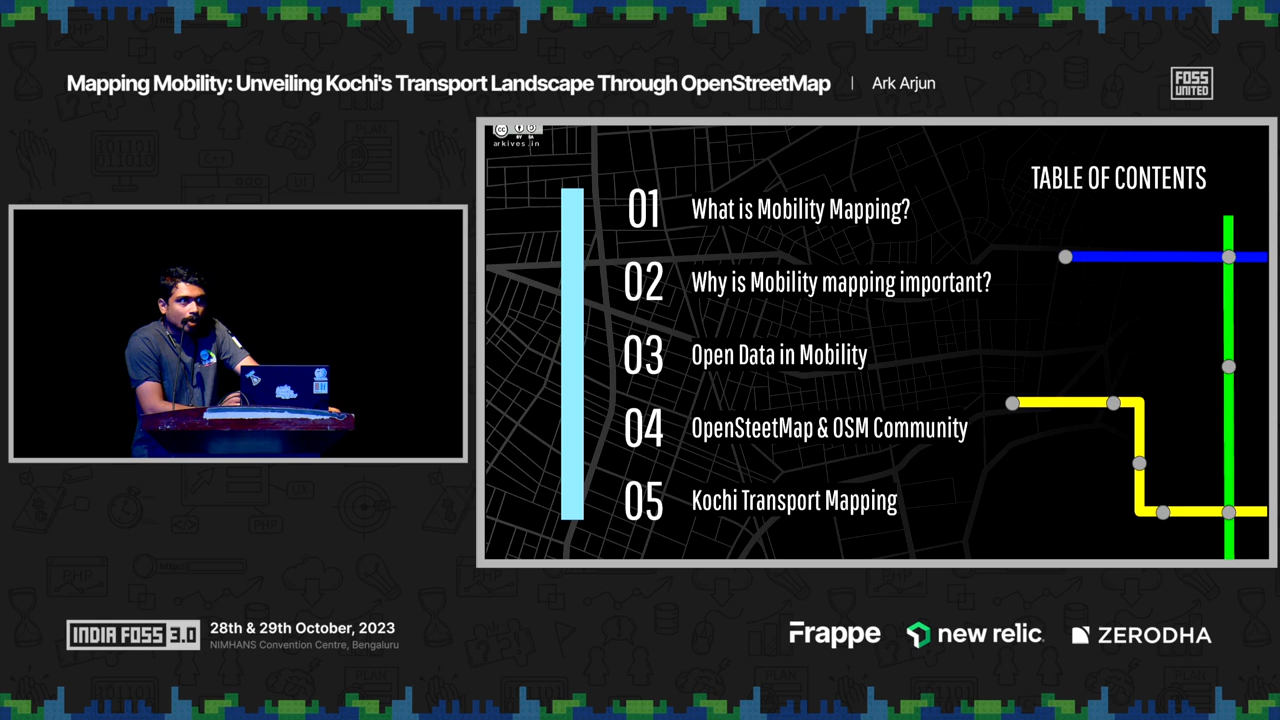 Mapping Mobility: Unveiling Kochi's Transport Landscape Through OpenStreetMap | Ark Arjun
FOSS
UNITED
cc BY SA
arkives.in
TABLE OF CONTENTS
01 What is Mobility Mapping?
02 Why is Mobility mapping important?
03 Open Data in Mobility
04 OpenSteetMap & OSM Community
05 Kochi Transport Mapping
INDIA FOSS 3.0
28th & 29th October, 2023
NIMHANS Convention Centre, Bengaluru
Frappe
new relic
ZERODHA